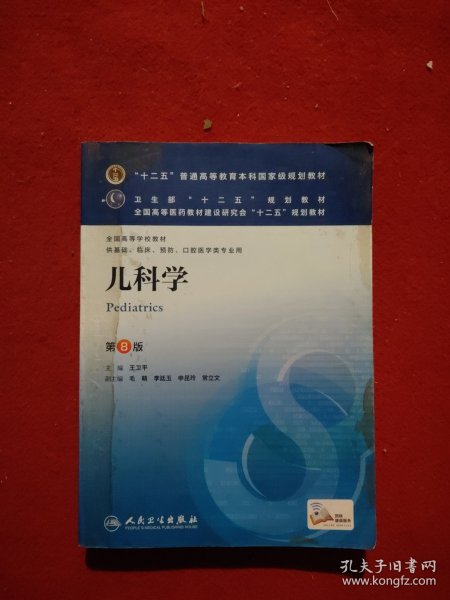 “十二五”普通高等教育本科国家级规划教材
卫生部“十二五”规划教材
全国高等医药教材建设研究会“十二五”规划教材
全国高等学校教材
供基础、临床、预防、口腔医学类专业用
儿科学
Pediatrics
第8版
主编 王卫平
副主编 毛萌 李廷玉 申昆玲 常立文
人民卫生出版社
PEOPLE'S MEDICAL PUBLISHING HOUSE
孔夫子旧书网
www.kongfz.com